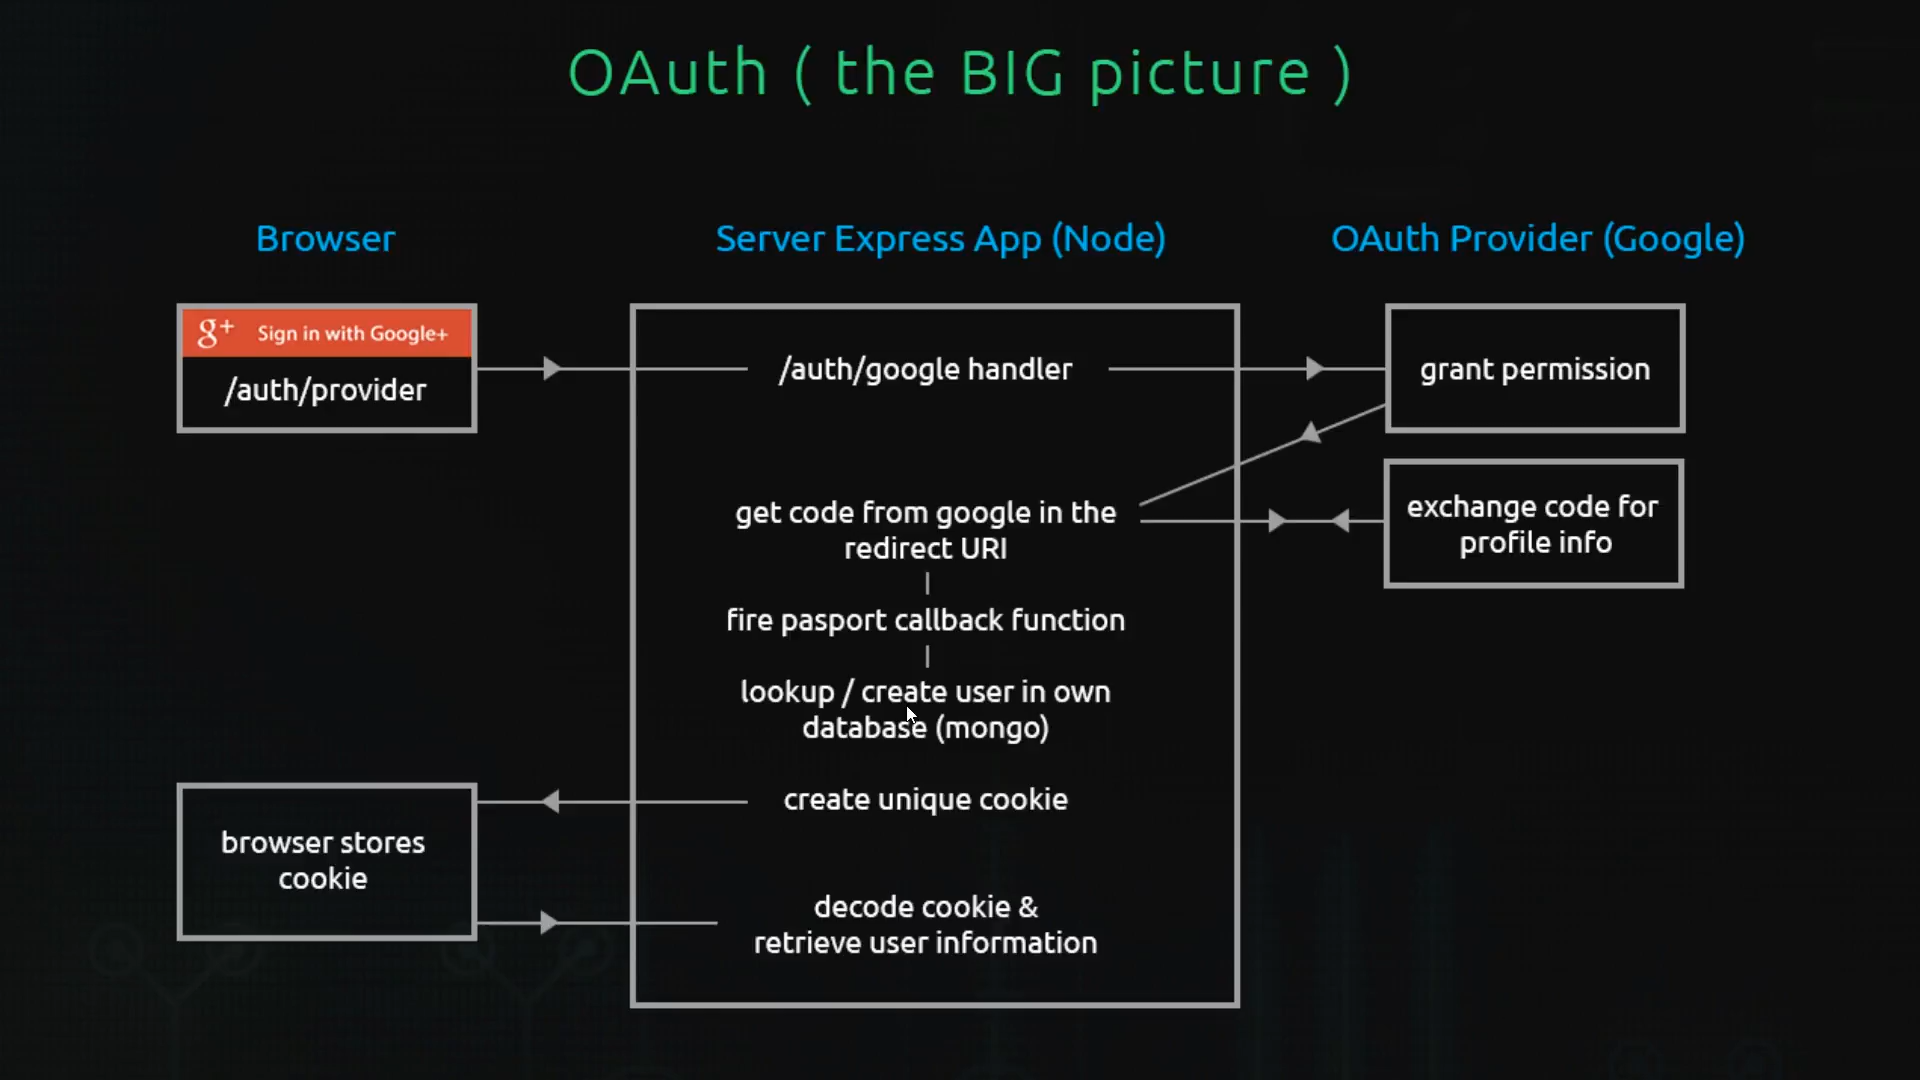 OAuth ( the BIG picture )
Browser
Server Express App (Node)
OAuth Provider (Google)
g+ Sign in with Google+
/auth/provider
/auth/google handler
grant permission
get code from google in the
redirect URI
exchange code for
profile info
fire pasport callback function
lookup / create user in own
database (mongo)
create unique cookie
browser stores
cookie
decode cookie &
retrieve user information